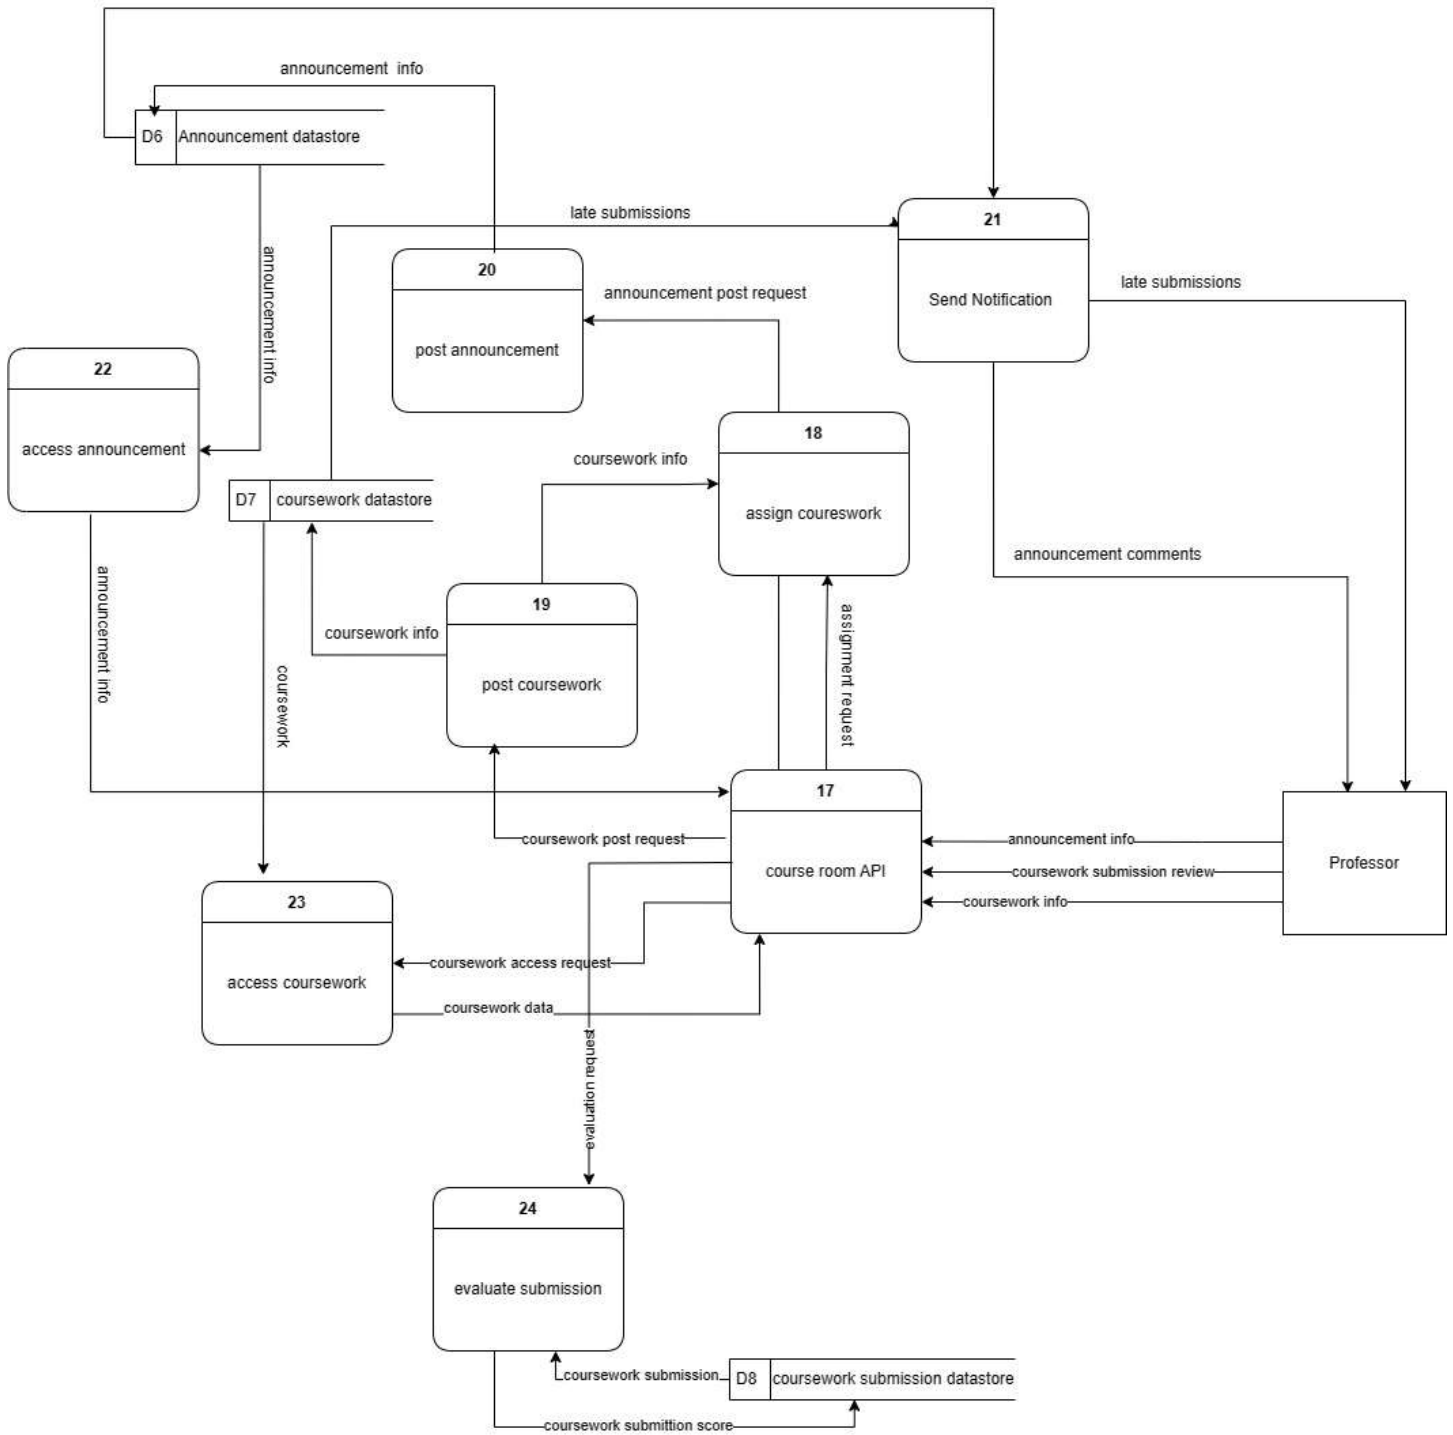 announcement  info
D6
Announcement datastore
late submissions
21
Send Notification
20
post announcement
announcement info
announcement post request
late submissions
22
access announcement
18
assign coureswork
coursework info
D7
coursework datastore
announcement comments
19
post coursework
coursework info
announcement info
assignment request
coursework
17
course room API
coursework post request
announcement info
coursework submission review
coursework info
Professor
23
access coursework
coursework access request
coursework data
evaluation request
24
evaluate submission
coursework submission
D8
coursework submission datastore
coursework submittion score